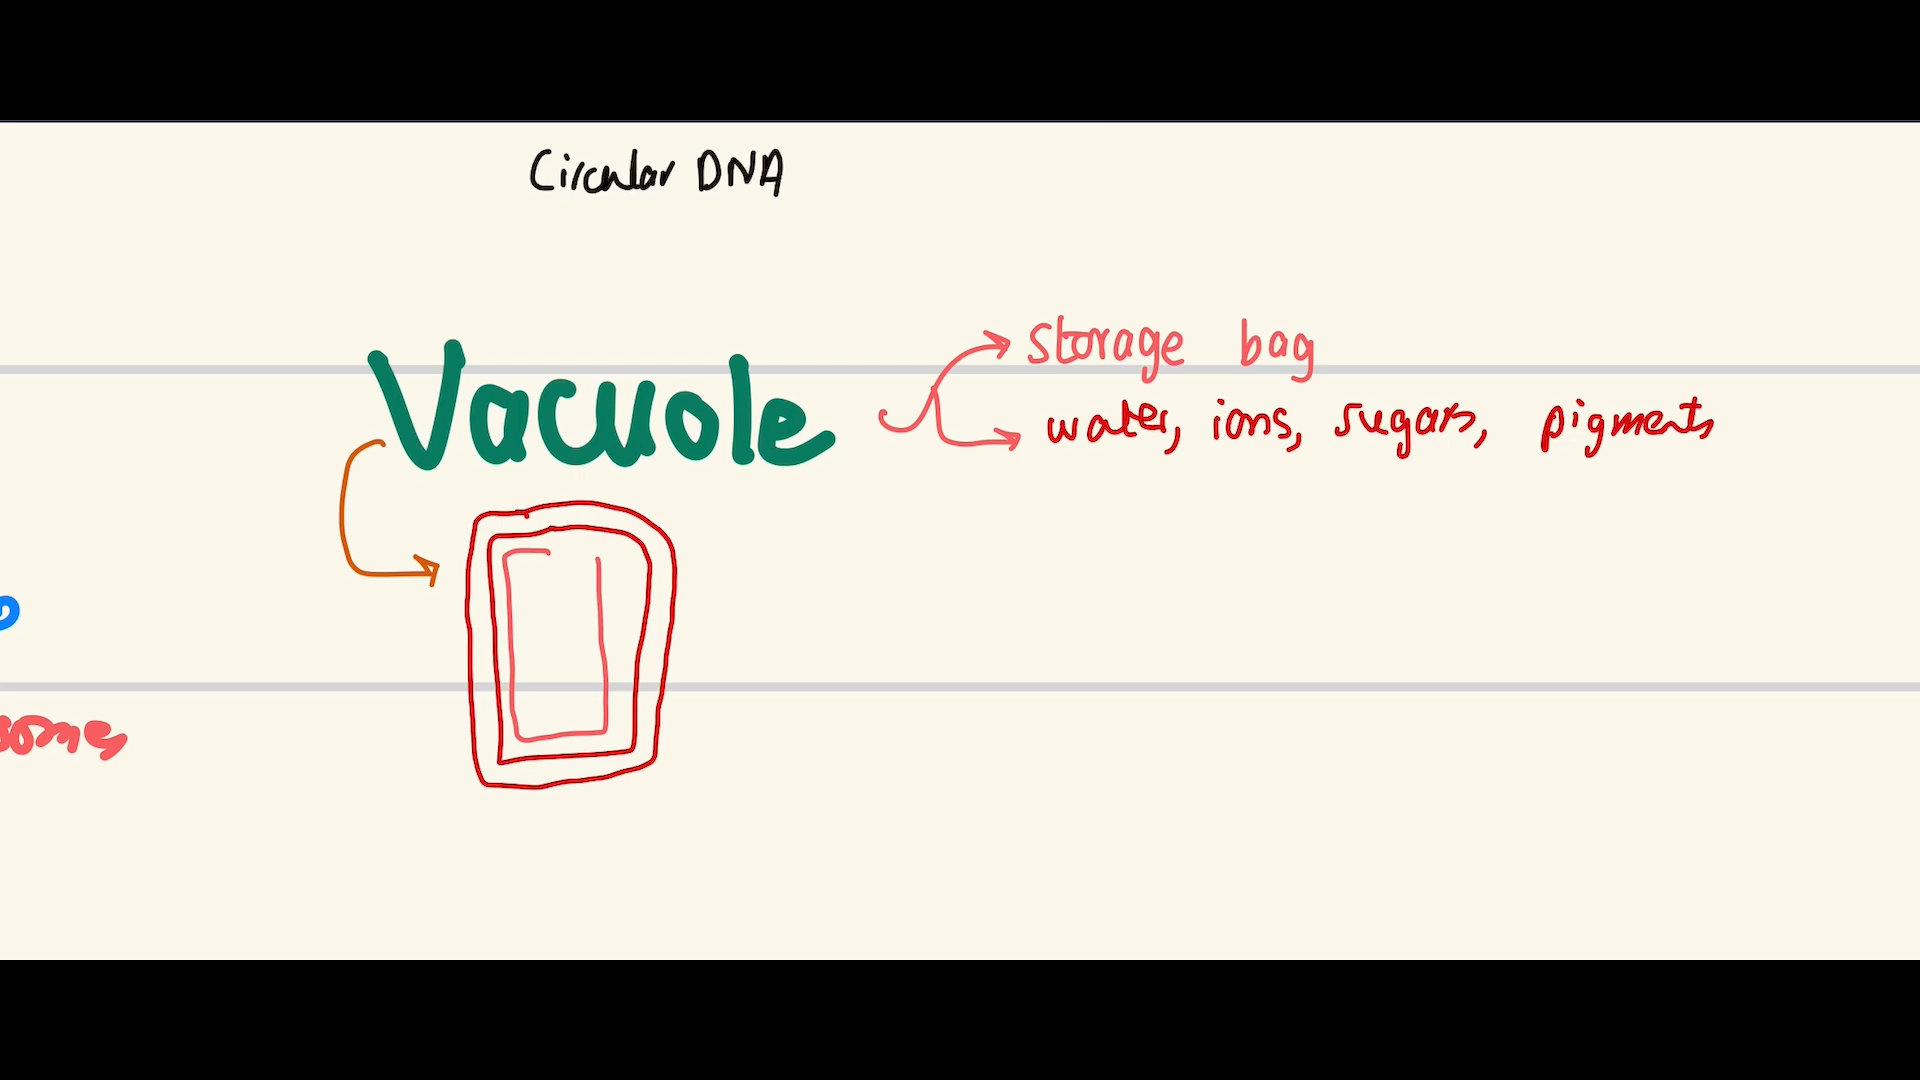 Circular DNA
Vacuole
storage bag
water, ions, sugars, pigments